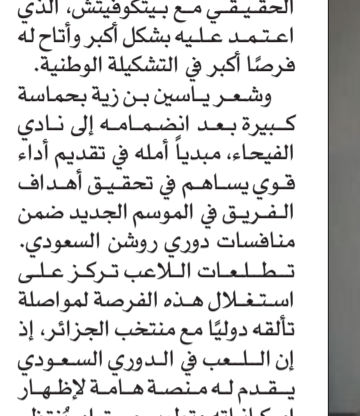 الحقيقي مع بيتكوفيتش، الذي
اعتمد عليه بشكل أكبر وأتاح له
فرصًا أكبر في التشكيلة الوطنية.
وشعر ياسين بن زية بحماسة
كبيرة بعد انضمامه إلى نادي
الفيحاء، مبدياً أمله في تقديم أداء
قوي يساهم في تحقيق أهداف
الفريق في الموسم الجديد ضمن
منافسات دوري روشن السعودي.
تطلعات اللاعب تركز على
استغلال هذه الفرصة لمواصلة
تألقه دوليًا مع منتخب الجزائر، إذ
إن اللعب في الدوري السعودي
يقدم له منصة هامة لإظهار